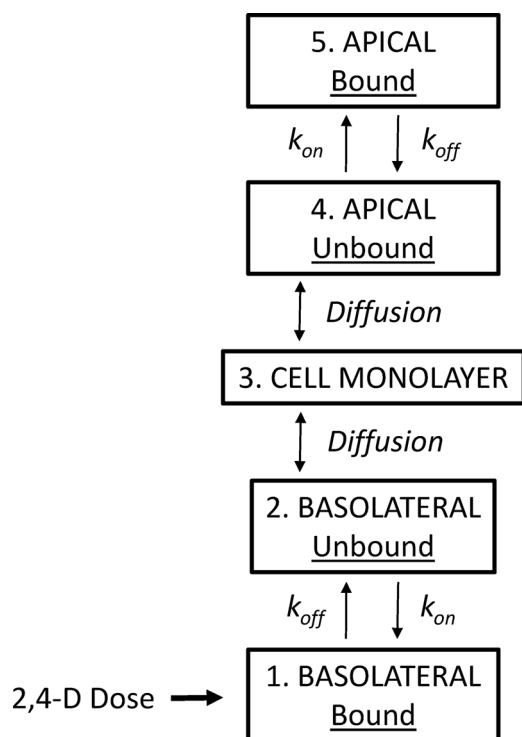 5. APICAL
Bound
kon koff
4. APICAL
Unbound
Diffusion
3. CELL MONOLAYER
Diffusion
2. BASOLATERAL
Unbound
koff kon
2,4-D Dose
1. BASOLATERAL
Bound